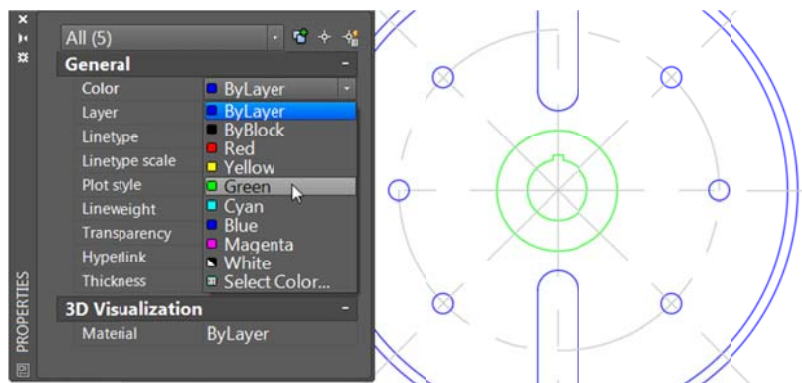 All (5)
General
Color ByLayer
Layer
Linetype
Linetype scale
Plot style
Lineweight
Transparency
Hyperlink
Thickness
ByLayer
ByBlock
Red
Yellow
Green
Cyan
Blue
Magenta
White
Select Color...
3D Visualization
Material ByLayer
PROPERTIES